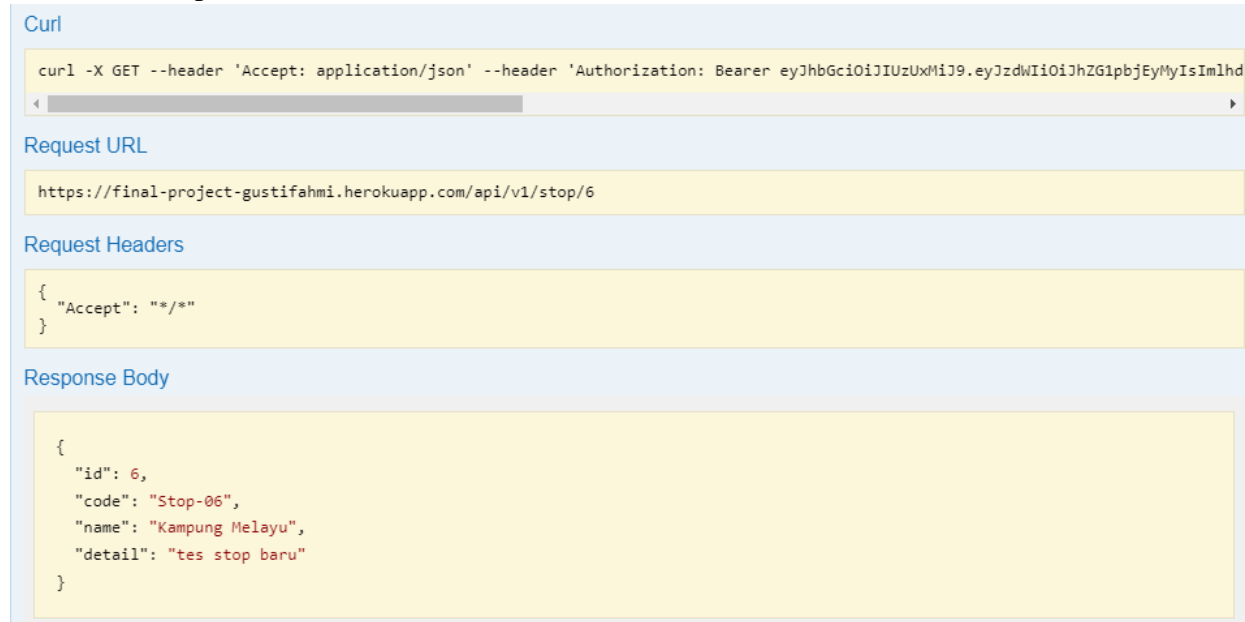 Curl
curl -X GET --header 'Accept: application/json' --header 'Authorization: Bearer eyJhbGciOiJIUzUxMiJ9.eyJzdWIiOiJhZG1pbjEyMyIsImlhd
Request URL
https://final-project-gustifahmi.herokuapp.com/api/v1/stop/6
Request Headers
{
"Accept": "*/*"
}
Response Body
{
"id": 6,
"code": "Stop-06",
"name": "Kampung Melayu",
"detail": "tes stop baru"
}